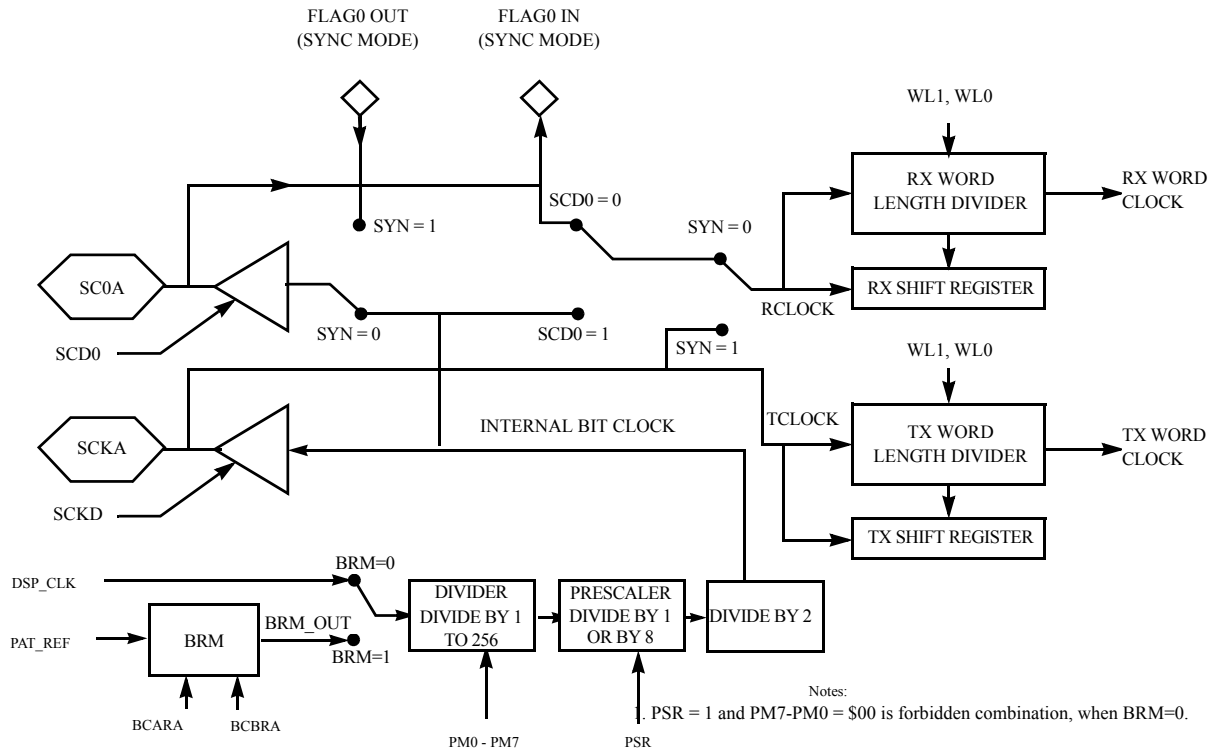 FLAG0 OUT
(SYNC MODE)
FLAG0 IN
(SYNC MODE)
WL1, WL0
RX WORD
LENGTH DIVIDER
RX WORD
CLOCK
SCD0 = 0
SYN = 1
SYN = 0
SC0A
RX SHIFT REGISTER
RCLOCK
SYN = 0
SCD0 = 1
SYN = 1
SCD0
WL1, WL0
SCKA
INTERNAL BIT CLOCK
TCLOCK
TX WORD
LENGTH DIVIDER
TX WORD
CLOCK
SCKD
TX SHIFT REGISTER
DSP_CLK
BRM=0
DIVIDER
DIVIDE BY 1
TO 256
PRESCALER
DIVIDE BY 1
OR BY 8
DIVIDE BY 2
PAT_REF
BRM
BRM_OUT
BRM=1
BCARA
BCBRA
PM0 - PM7
PSR
Notes:
1. PSR = 1 and PM7-PM0 = $00 is forbidden combination, when BRM=0.